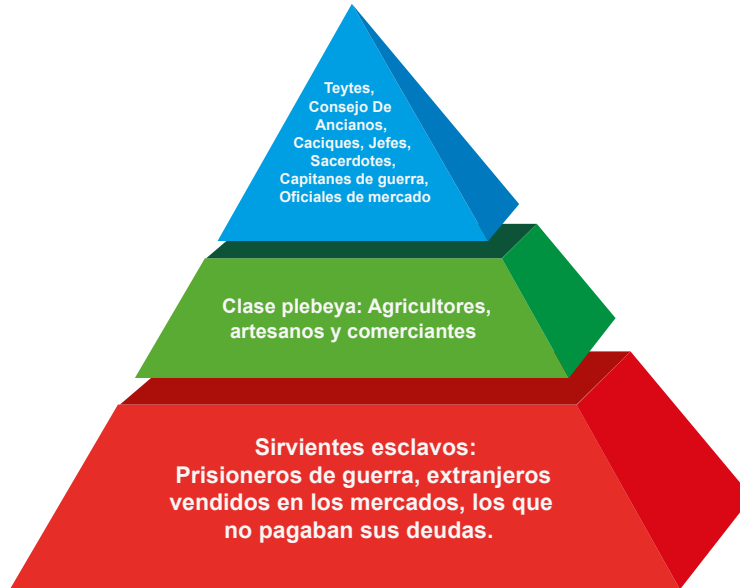 Teytes,
Consejo De
Ancianos,
Caciques, Jefes,
Sacerdotes,
Capitanes de guerra,
Oficiales de mercado
Clase plebeya: Agricultores,
artesanos y comerciantes
Sirvientes esclavos:
Prisioneros de guerra, extranjeros
vendidos en los mercados, los que
no pagaban sus deudas.